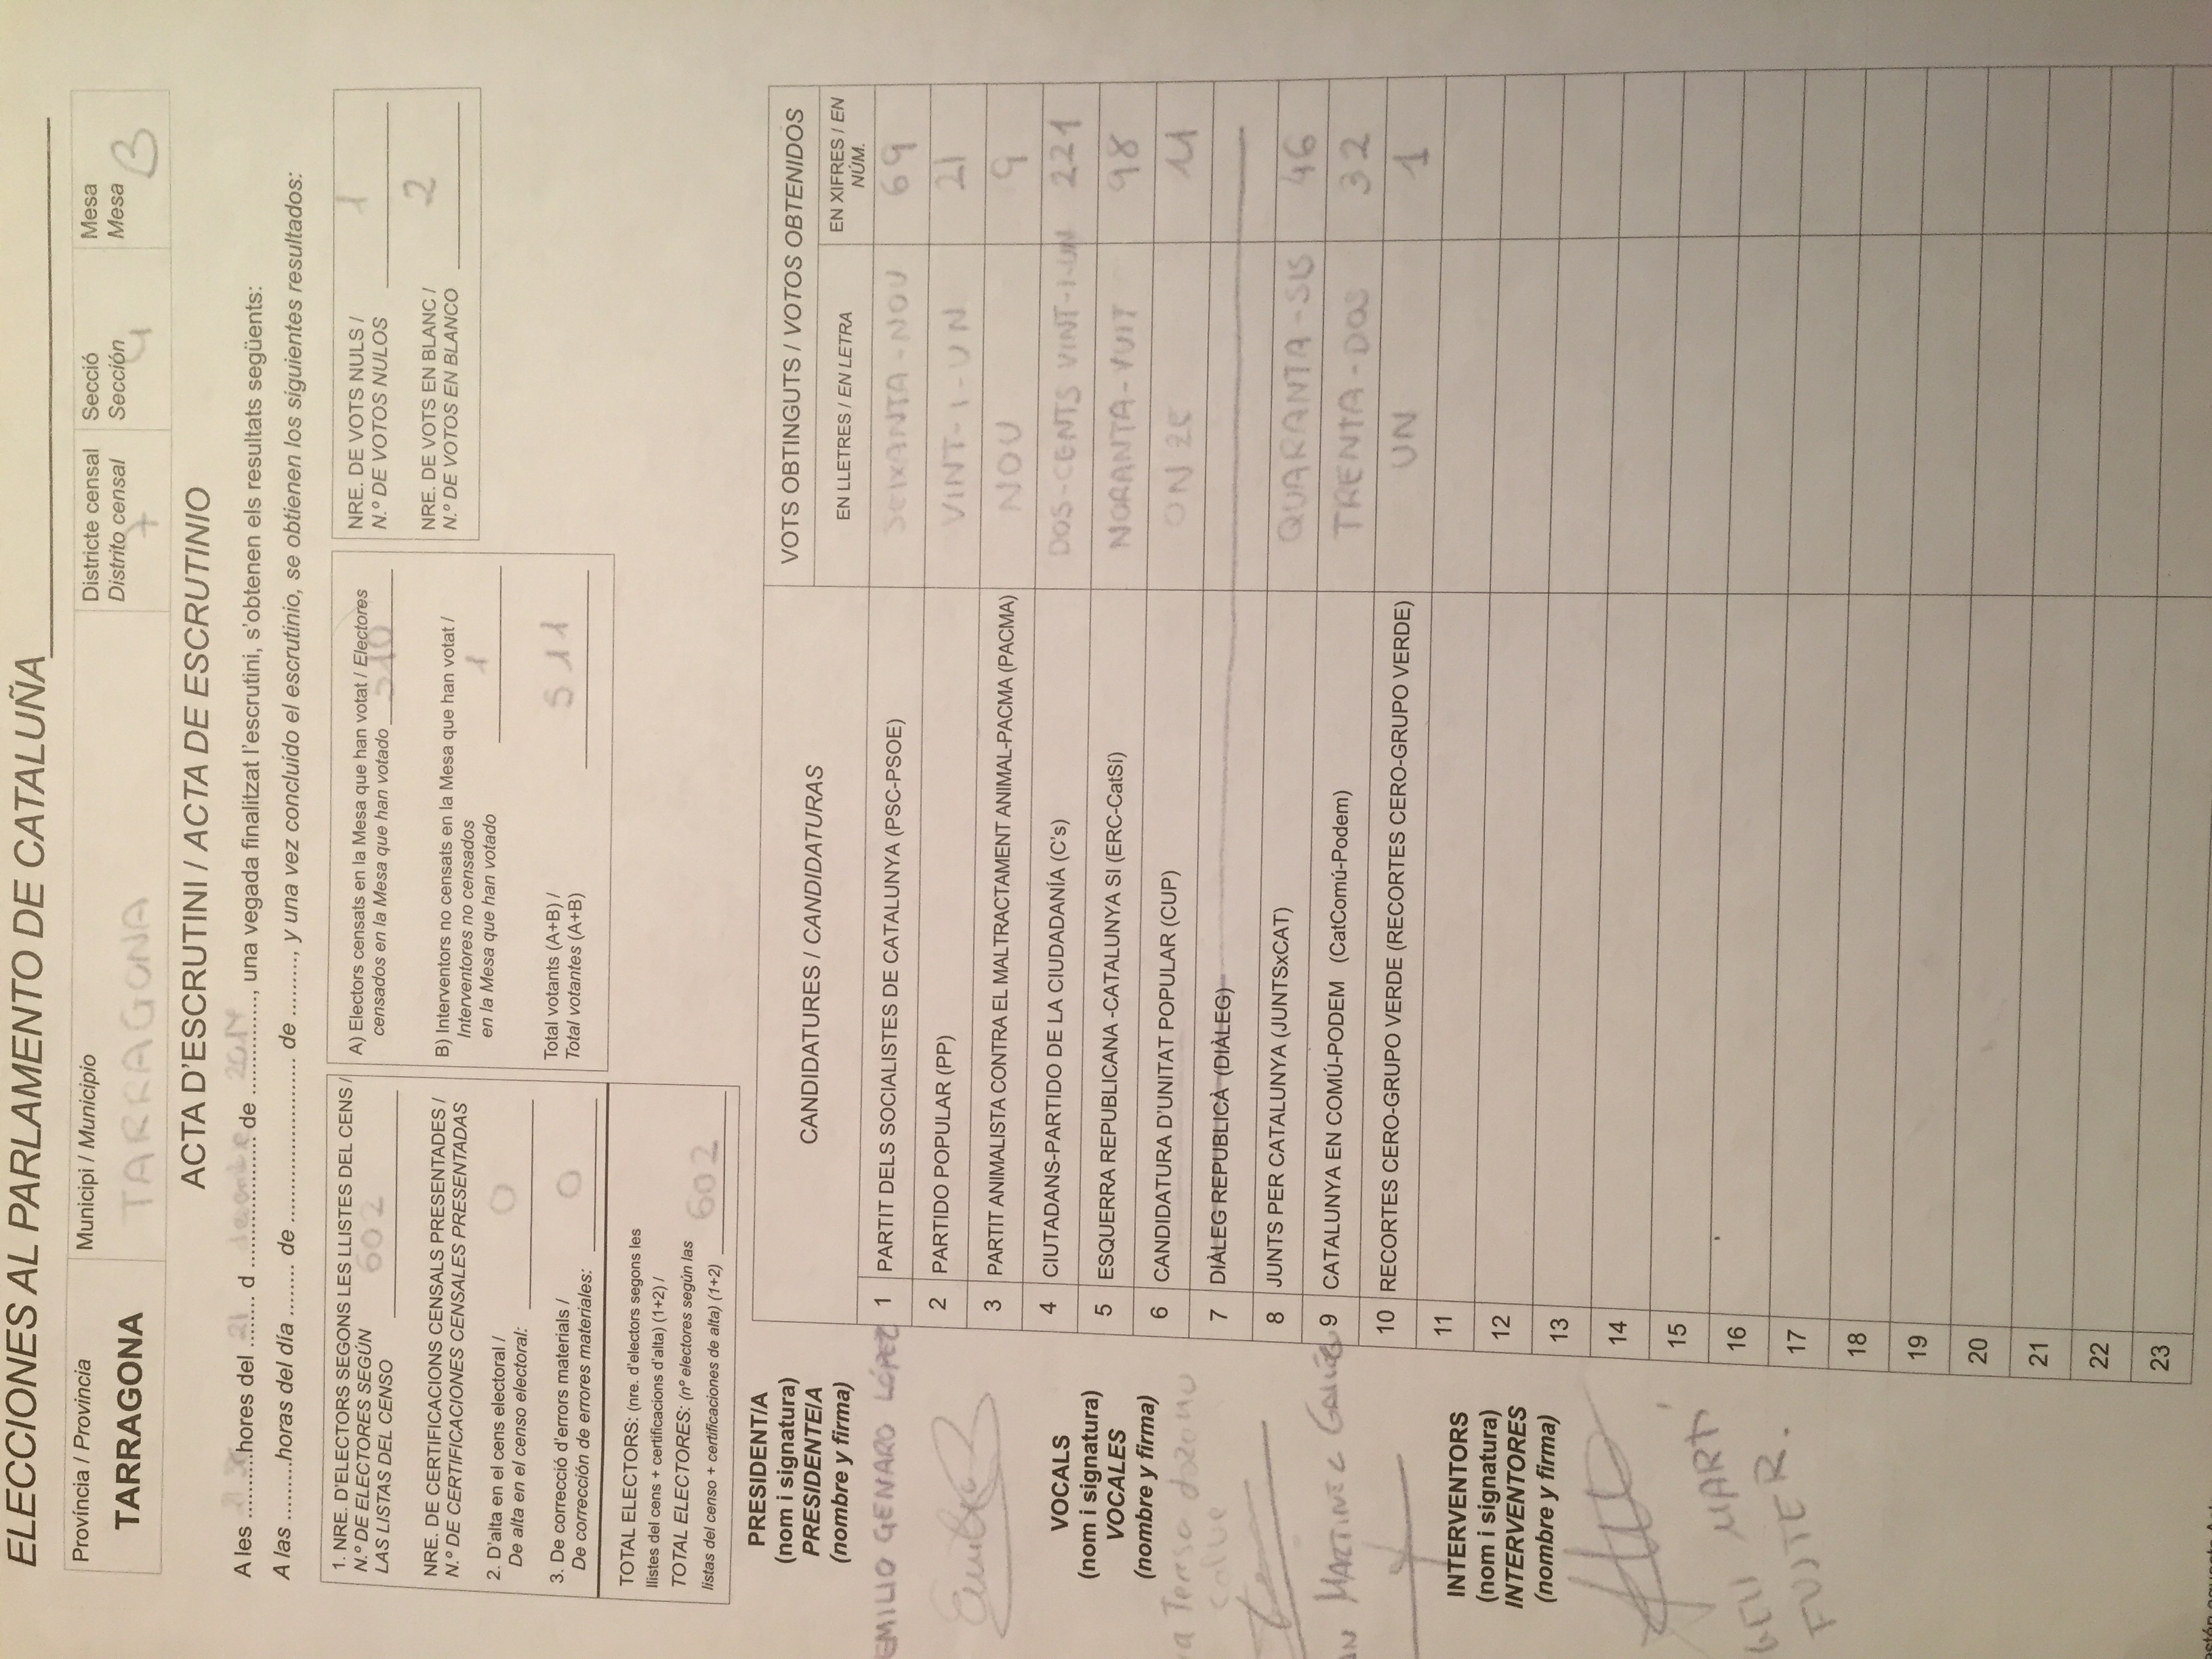 ELECCIONES AL PARLAMENTO DE CATALUÑA
Província / Provincia
TARRAGONA
Municipi / Municipio
TARRAGONA
Districte censal
Distrito censal
7
Secció
Sección
4
Mesa
Mesa
B
ACTA D'ESCRUTINI / ACTA DE ESCRUTINIO
A les ..........hores del 21 d desembre de 2017, una vegada finalitzat l'escrutini, s'obtenen els resultats següents:
A las .........horas del día ........ de .......................... de ........., y una vez concluido el escrutinio, se obtienen los siguientes resultados:
1. NRE. D'ELECTORS SEGONS LES LLISTES DEL CENS /
N.º DE ELECTORES SEGÚN
LAS LISTAS DEL CENSO 602
NRE. DE CERTIFICACIONS CENSALS PRESENTADES /
N.º DE CERTIFICACIONES CENSALES PRESENTADAS
2. D'alta en el cens electoral /
De alta en el censo electoral: 0
3. De correcció d'errors materials /
De corrección de errores materiales: 0
TOTAL ELECTORS: (nre. d'electors segons les
llistes del cens + certificacions d'alta) (1+2) /
TOTAL ELECTORES: (nº electores según las
listas del censo + certificaciones de alta) (1+2) 602
A) Electors censats en la Mesa que han votat / Electores
censados en la Mesa que han votado 510
B) Interventors no censats en la Mesa que han votat /
Interventores no censados
en la Mesa que han votado 1
Total votants (A+B) /
Total votantes (A+B) 511
NRE. DE VOTS NULS /
N.º DE VOTOS NULOS 1
NRE. DE VOTS EN BLANC /
N.º DE VOTOS EN BLANCO 2
PRESIDENT/A
(nom i signatura)
PRESIDENTE/A
(nombre y firma)
EMILIO GENARO LÓPEZ
VOCALS
(nom i signatura)
VOCALES
(nombre y firma)
Teresa Lozano
Calve
MARTINEZ
INTERVENTORS
(nom i signatura)
INTERVENTORES
(nombre y firma)
MARTÍ
FUSTER.
CANDIDATURES / CANDIDATURAS
VOTS OBTINGUTS / VOTOS OBTENIDOS
EN LLETRES / EN LETRA
EN XIFRES / EN
NÚM.
1 PARTIT DELS SOCIALISTES DE CATALUNYA (PSC-PSOE) SEIXANTA-NOU 69
2 PARTIDO POPULAR (PP) VINT-I-UN 21
3 PARTIT ANIMALISTA CONTRA EL MALTRACTAMENT ANIMAL-PACMA (PACMA) NOU 9
4 CIUTADANS-PARTIDO DE LA CIUDADANÍA (C's) DOS-CENTS VINT-I-UN 221
5 ESQUERRA REPUBLICANA -CATALUNYA SI (ERC-CatSí) NORANTA-VUIT 98
6 CANDIDATURA D'UNITAT POPULAR (CUP) ONZE 11
7 DIÀLEG REPUBLICÀ (DIÀLEG)
8 JUNTS PER CATALUNYA (JUNTSxCAT) QUARANTA-SIS 46
9 CATALUNYA EN COMÚ-PODEM (CatComú-Podem) TRENTA-DOS 32
10 RECORTES CERO-GRUPO VERDE (RECORTES CERO-GRUPO VERDE) UN 1
11
12
13
14
15
16
17
18
19
20
21
22
23